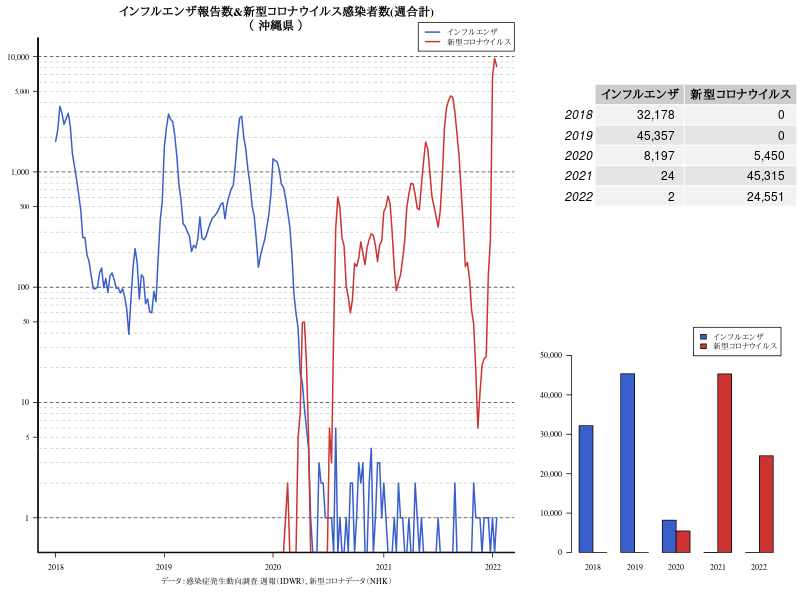 インフルエンザ報告数&新型コロナウイルス感染者数(週合計)
（ 沖縄県 ）
インフルエンザ
新型コロナウイルス
10,000
5,000
1,000
500
100
50
10
5
1
2018 2019 2020 2021 2022
データ：感染症発生動向調査 週報（IDWR）、新型コロナデータ（NHK）
インフルエンザ 新型コロナウイルス
2018 32,178 0
2019 45,357 0
2020 8,197 5,450
2021 24 45,315
2022 2 24,551
インフルエンザ
新型コロナウイルス
50,000
40,000
30,000
20,000
10,000
0
2018 2019 2020 2021 2022